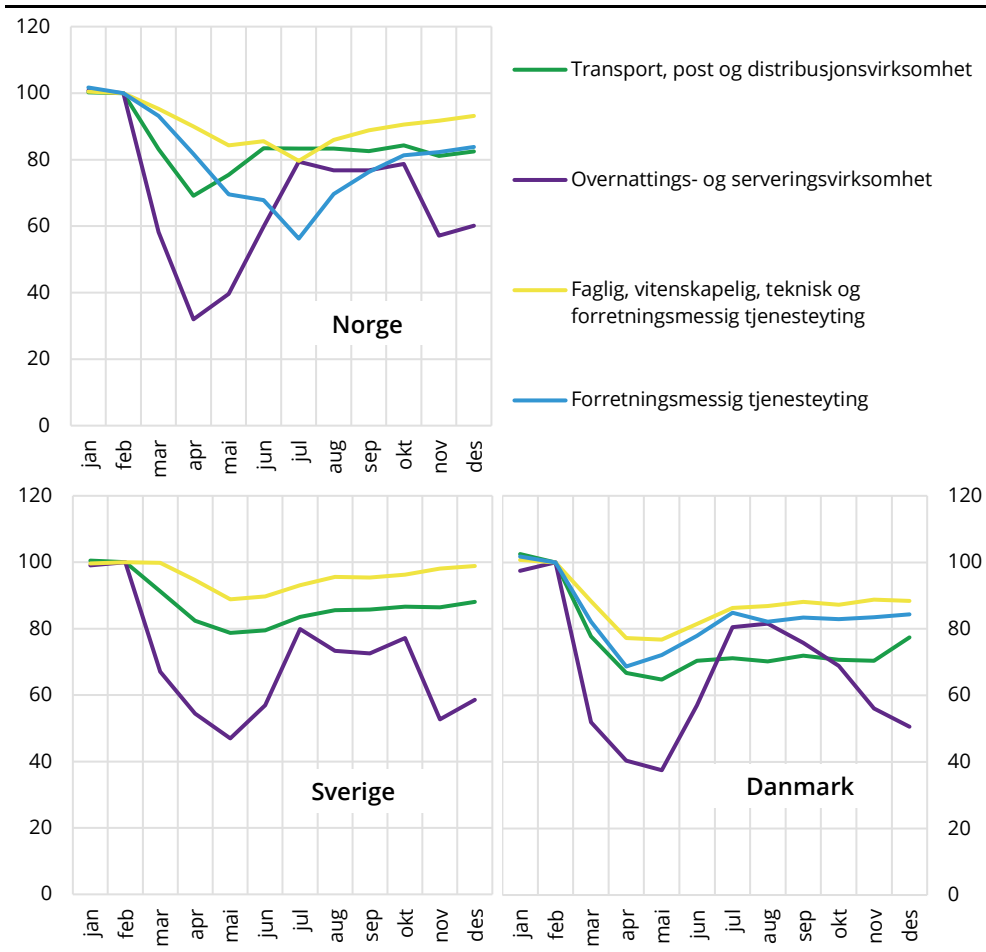 120
100
80
60
40
20
0
jan feb mar apr mai jun jul aug sep okt nov des
Norge
Transport, post og distribusjonsvirksomhet
Overnattings- og serveringsvirksomhet
Faglig, vitenskapelig, teknisk og
forretningsmessig tjenesteyting
Forretningsmessig tjenesteyting
120
100
80
60
40
20
0
jan feb mar apr mai jun jul aug sep okt nov des
Sverige
120
100
80
60
40
20
0
jan feb mar apr mai jun jul aug sep okt nov des
Danmark